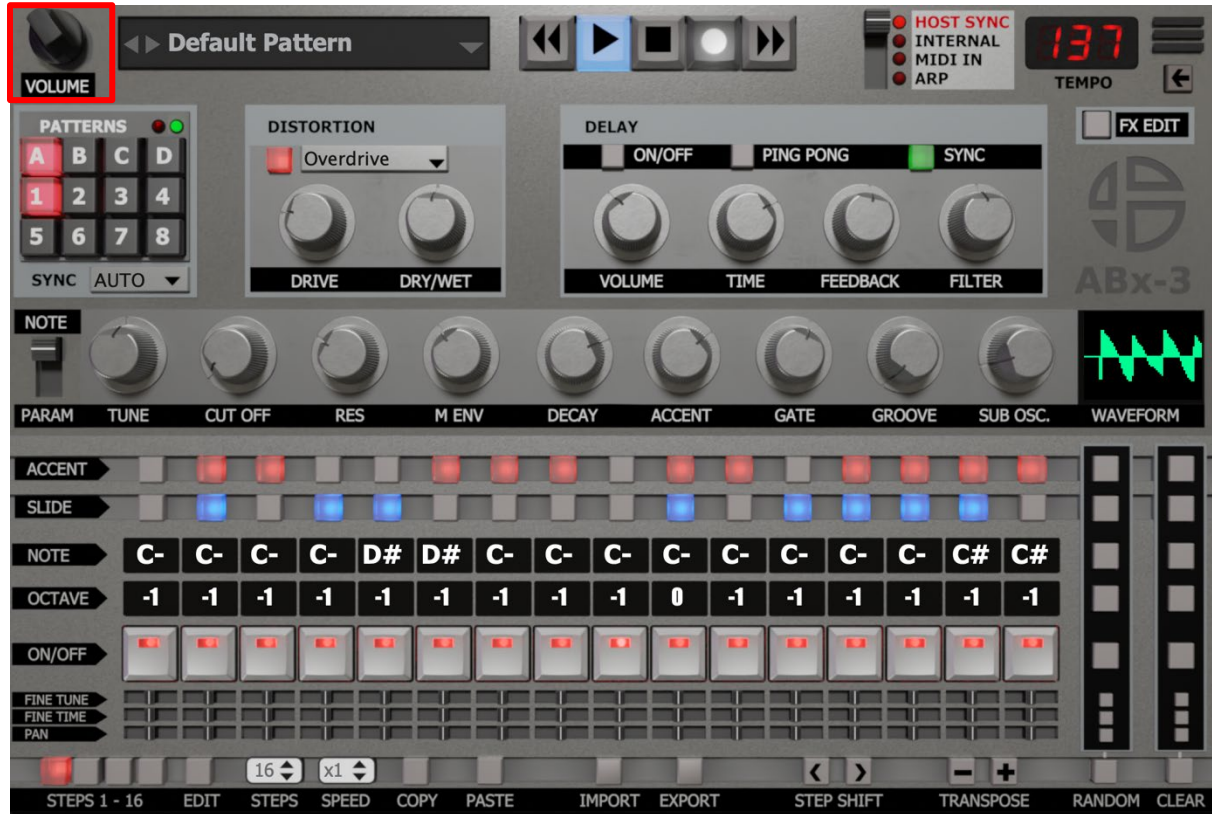 VOLUME
Default Pattern
HOST SYNC
INTERNAL
MIDI IN
ARP
137
TEMPO
PATTERNS
A B C D
1 2 3 4
5 6 7 8
SYNC AUTO
DISTORTION
Overdrive
DRIVE DRY/WET
DELAY
ON/OFF PING PONG SYNC
VOLUME TIME FEEDBACK FILTER
FX EDIT
ABx-3
NOTE
PARAM TUNE CUT OFF RES M ENV DECAY ACCENT GATE GROOVE SUB OSC. WAVEFORM
ACCENT
SLIDE
NOTE C- C- C- C- D# D# C- C- C- C- C- C- C- C- C# C#
OCTAVE -1 -1 -1 -1 -1 -1 -1 -1 -1 0 -1 -1 -1 -1 -1 -1
ON/OFF
FINE TUNE
FINE TIME
PAN
16 x1 < > - +
STEPS 1 - 16 EDIT STEPS SPEED COPY PASTE IMPORT EXPORT STEP SHIFT TRANSPOSE RANDOM CLEAR